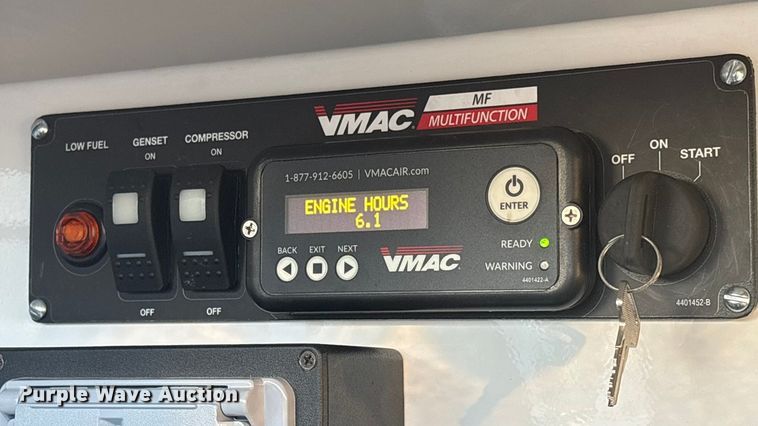 VMAC MF
MULTIFUNCTION
LOW FUEL
GENSET
ON
COMPRESSOR
ON
OFF
OFF
1-877-912-6605 | VMACAIR.com
ENGINE HOURS
6.1
ENTER
BACK EXIT NEXT
VMAC
READY
WARNING
4401422-A
OFF ON START
4401452-B
Purple Wave Auction